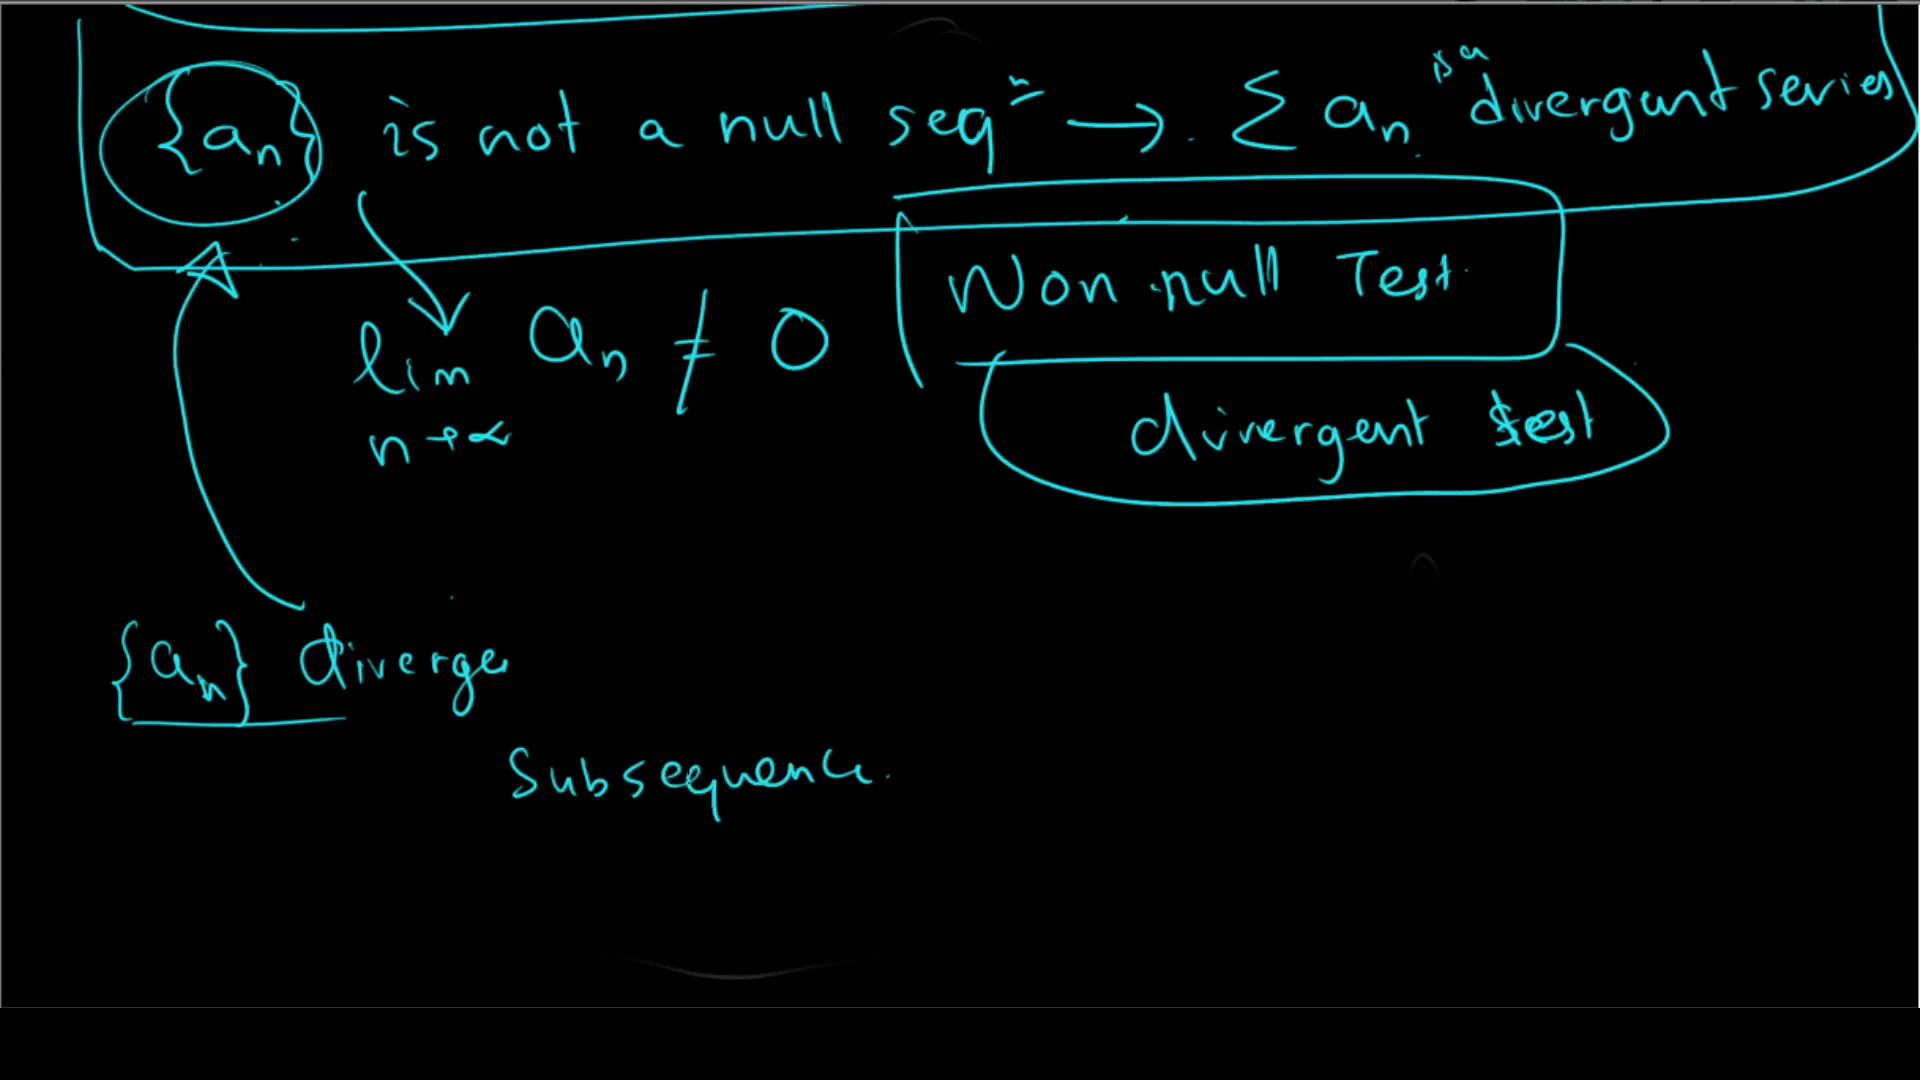 {aₙ} is not a null seqⁿ → Σ aₙ is a divergent series
Non null Test
lim aₙ ≠ 0
n→∞
divergent test
{aₙ} diverge
Subsequence.